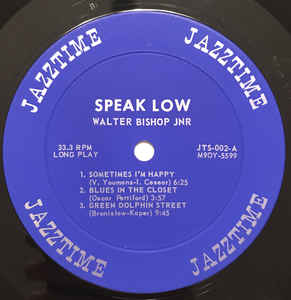 JAZZTIME
JAZZTIME
SPEAK LOW
WALTER BISHOP JNR
33.3 RPM
LONG PLAY
JTS-002-A
M9OY-5599
1. SOMETIMES I'M HAPPY
(V. Youmans-I. Caesar) 6:25
2. BLUES IN THE CLOSET
(Oscar Pettiford) 3:57
3. GREEN DOLPHIN STREET
(Bronislow-Kaper) 9:45
JAZZTIME
JAZZTIME